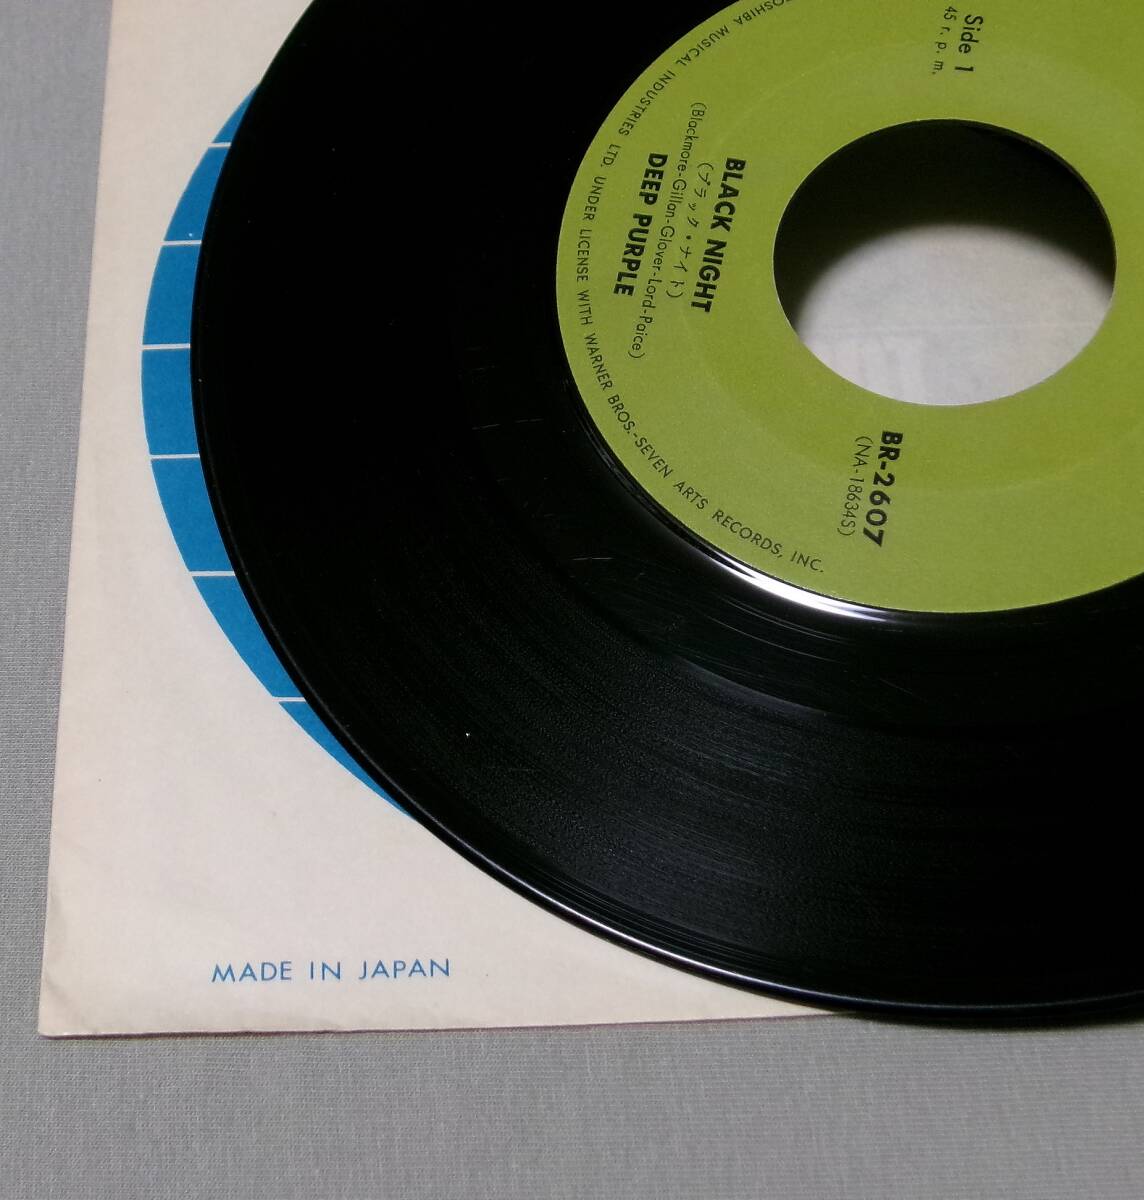 Side 1
45 r. p. m.
BLACK NIGHT
(ブラック・ナイト)
(Blackmore-Gillan-Glover-Lord-Paice)
DEEP PURPLE
BR-2607
(NA-18634S)
TOSHIBA MUSICAL INDUSTRIES LTD. UNDER LICENSE WITH WARNER BROS.-SEVEN ARTS RECORDS, INC.
MADE IN JAPAN